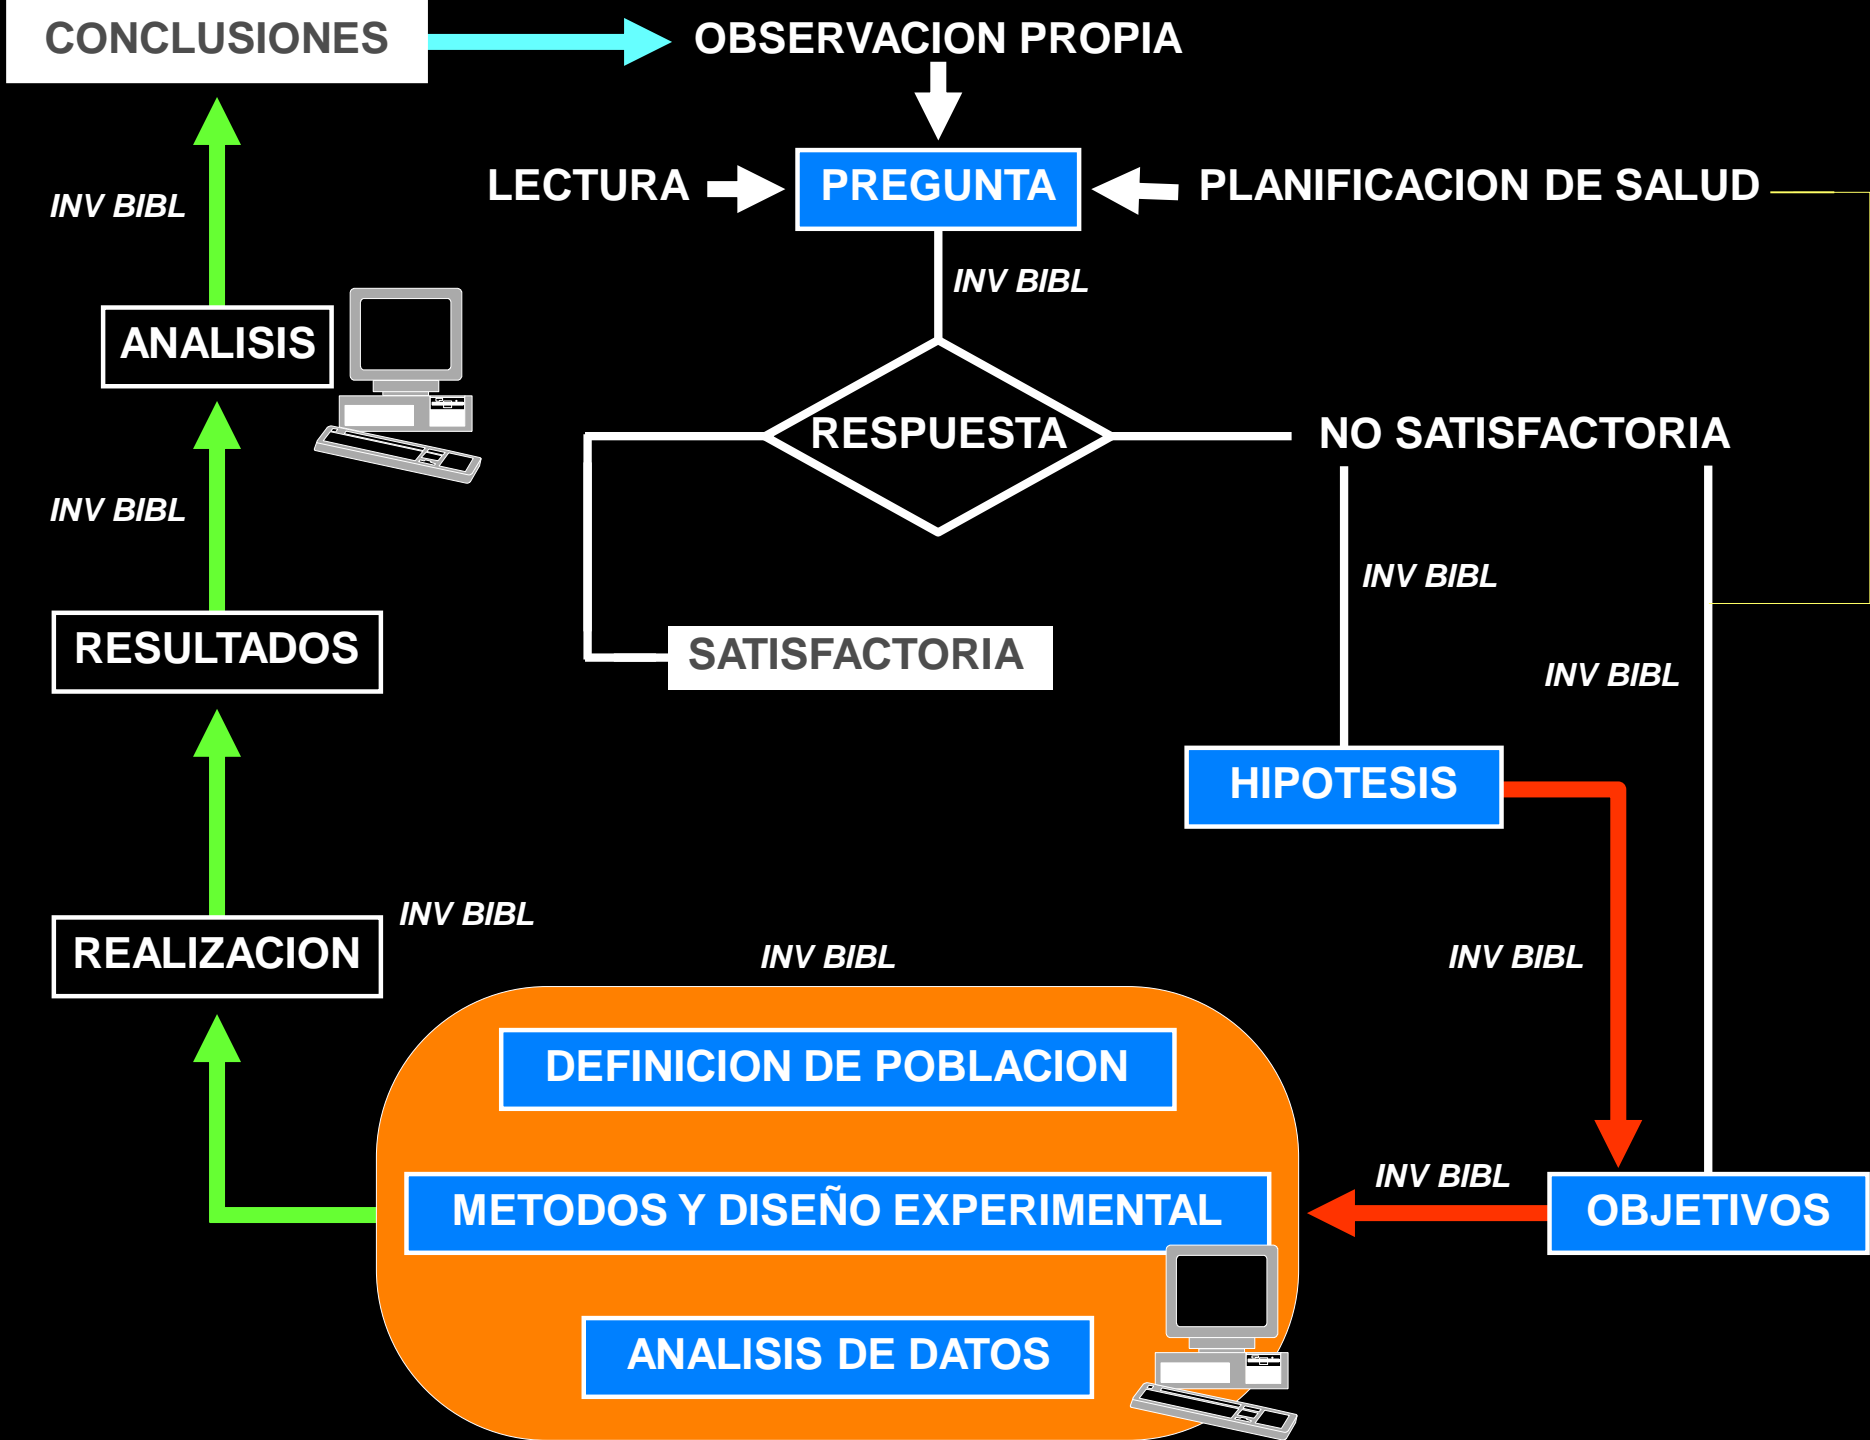 CONCLUSIONES
OBSERVACION PROPIA
LECTURA
PREGUNTA
PLANIFICACION DE SALUD
INV BIBL
INV BIBL
ANALISIS
RESPUESTA
NO SATISFACTORIA
INV BIBL
INV BIBL
RESULTADOS
SATISFACTORIA
INV BIBL
HIPOTESIS
INV BIBL
REALIZACION
INV BIBL
INV BIBL
DEFINICION DE POBLACION
INV BIBL
METODOS Y DISEÑO EXPERIMENTAL
OBJETIVOS
ANALISIS DE DATOS